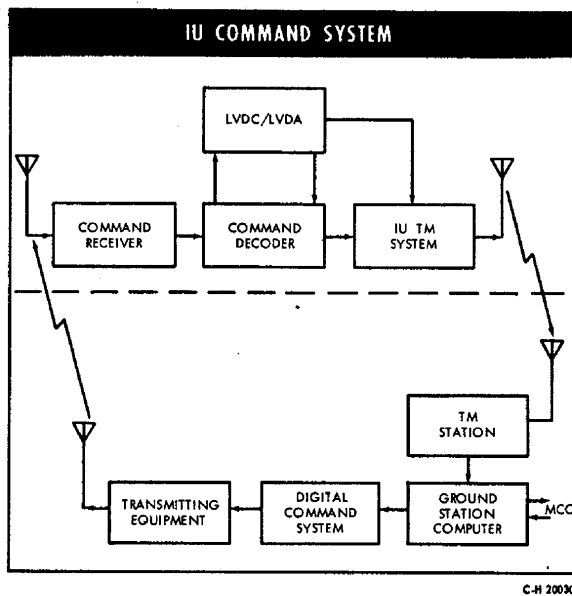 IU COMMAND SYSTEM
LVDC/LVDA
COMMAND
RECEIVER
COMMAND
DECODER
IU TM
SYSTEM
TM
STATION
TRANSMITTING
EQUIPMENT
DIGITAL
COMMAND
SYSTEM
GROUND
STATION
COMPUTER
MCC
C-H 20030